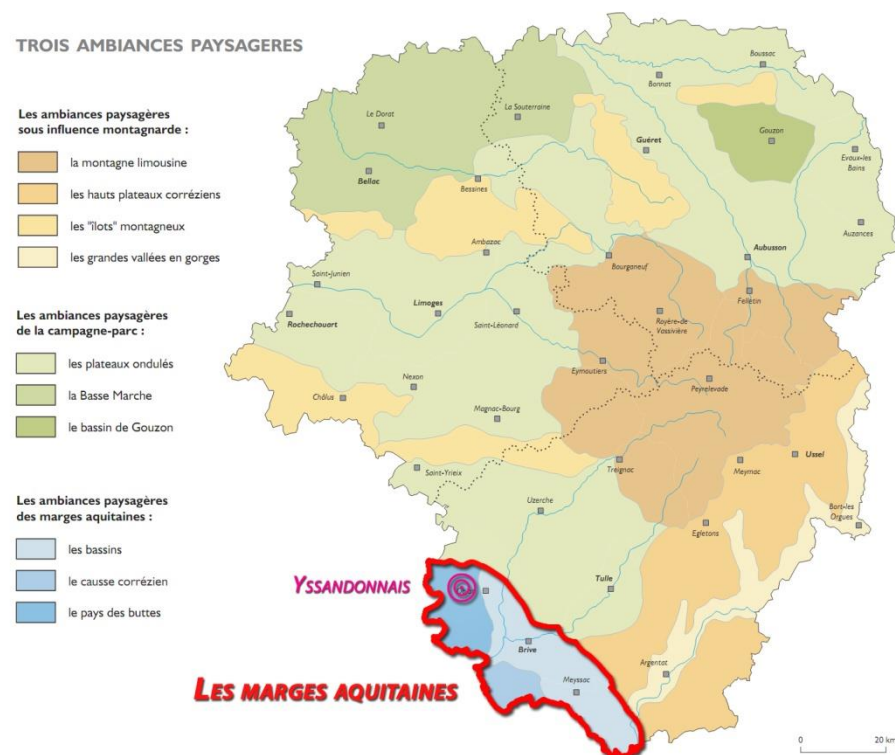 TROIS AMBIANCES PAYSAGERES
Les ambiances paysagère
sous influence montagnarde :
la montagne limousine
les hauts plateaux corréziens
les "îlots" montagneux
les grandes vallées en gorges
Les ambiances paysagères
de la campagne-parc :
les plateaux ondulés
la Basse Marche
le bassin de Gouzon
Les ambiances paysagères
des marges aquitaines :
les bassins
le causse corrézien
le pays des buttes
Boussac
Bonnat
La Souterraine
Le Dorat
Gouzon
Guéret
Evaux-les
Bains
Bellac
Bessines
Auzances
Ambazac
Aubusson
Bourganeuf
Saint-Junien
Felletin
Limoges
Saint-Léonard
Royère-de
Vassivière
Rochechouart
Eymoutiers
Peyrelevade
Nexon
Châlus
Magnac-Bourg
Ussel
Treignac
Meymac
Saint-Yrieix
Uzerche
Bort-les
Orgues
Egletons
YSSANDONNAIS
Tulle
Brive
Argentat
LES MARGES AQUITAINES
Meyssac
0 20 km